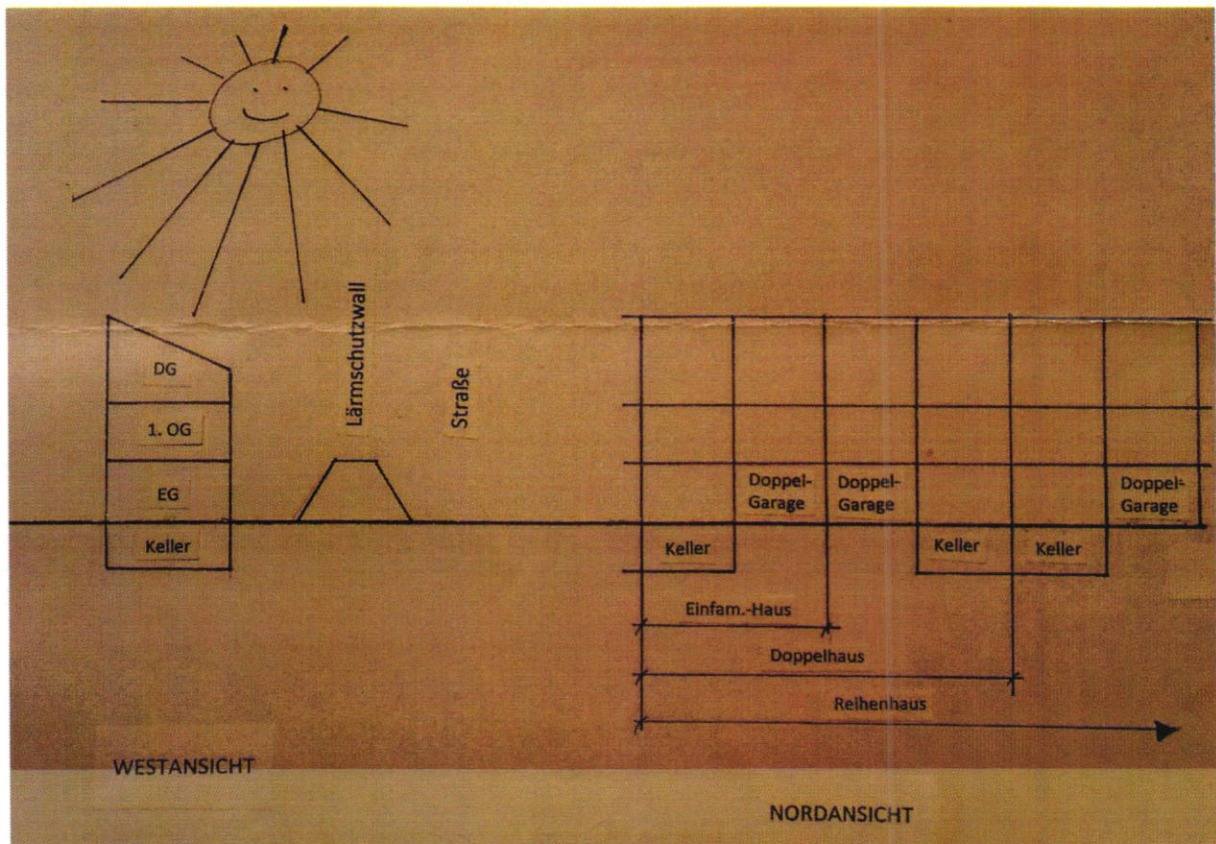 Lärmschutzwall
Straße
DG
1. OG
EG
Keller
Doppel-
Garage
Doppel-
Garage
Doppel-
Garage
Keller
Keller
Keller
Einfam.-Haus
Doppelhaus
Reihenhaus
WESTANSICHT
NORDANSICHT